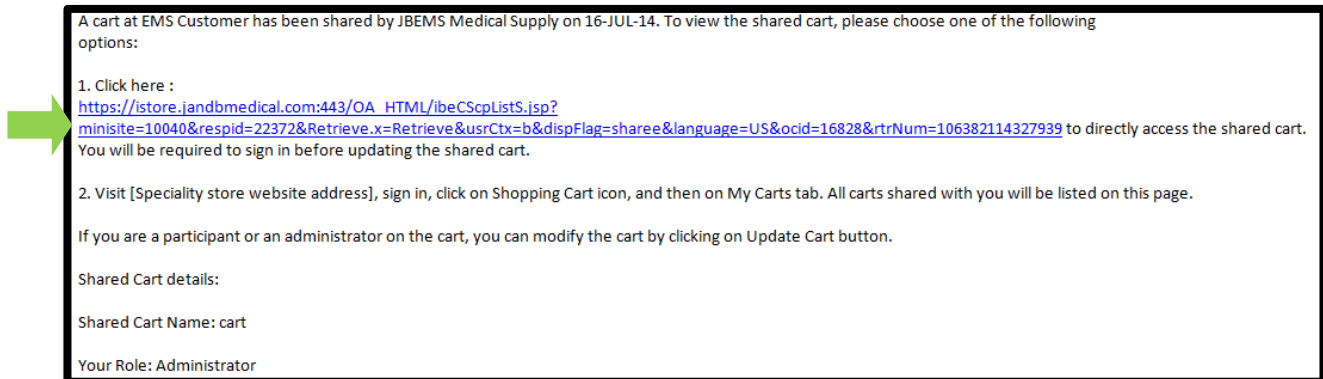 A cart at EMS Customer has been shared by JBEMS Medical Supply on 16-JUL-14. To view the shared cart, please choose one of the following
options:
1. Click here :
https://istore.jandbmedical.com:443/OA_HTML/ibeCScpListS.jsp?
minisite=10040&respid=22372&Retrieve.x=Retrieve&usrCtx=b&dispFlag=sharee&language=US&ocid=16828&rtrNum=106382114327939 to directly access the shared cart.
You will be required to sign in before updating the shared cart.
2. Visit [Speciality store website address], sign in, click on Shopping Cart icon, and then on My Carts tab. All carts shared with you will be listed on this page.
If you are a participant or an administrator on the cart, you can modify the cart by clicking on Update Cart button.
Shared Cart details:
Shared Cart Name: cart
Your Role: Administrator